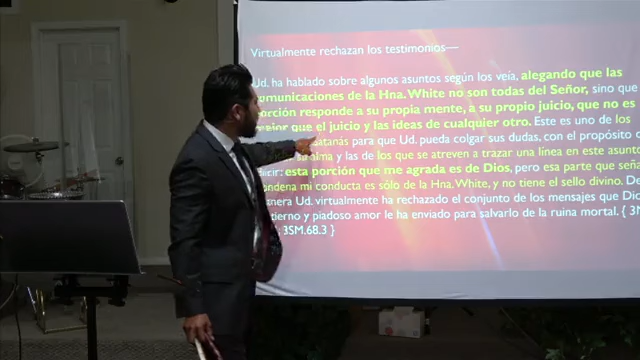 Virtualmente rechazan los testimonios—
Ud. ha hablado sobre algunos asuntos según los veía, alegando que las
comunicaciones de la Hna. White no son todas del Señor, sino que
porción responde a su propia mente, a su propio juicio, que no es
mejor que el juicio y las ideas de cualquier otro. Este es uno de los
satanás para que Ud. pueda colgar sus dudas, con el propósito
su alma y las de los que se atreven a trazar una línea en este asunto
decir: esta porción que me agrada es de Dios, pero esa parte que
condena mi conducta es sólo de la Hna. White, y no tiene el sello divino. De
manera Ud. virtualmente ha rechazado el conjunto de los mensajes que
tierno y piadoso amor le ha enviado para salvarlo de la ruina mortal. {
3SM.68.3 }